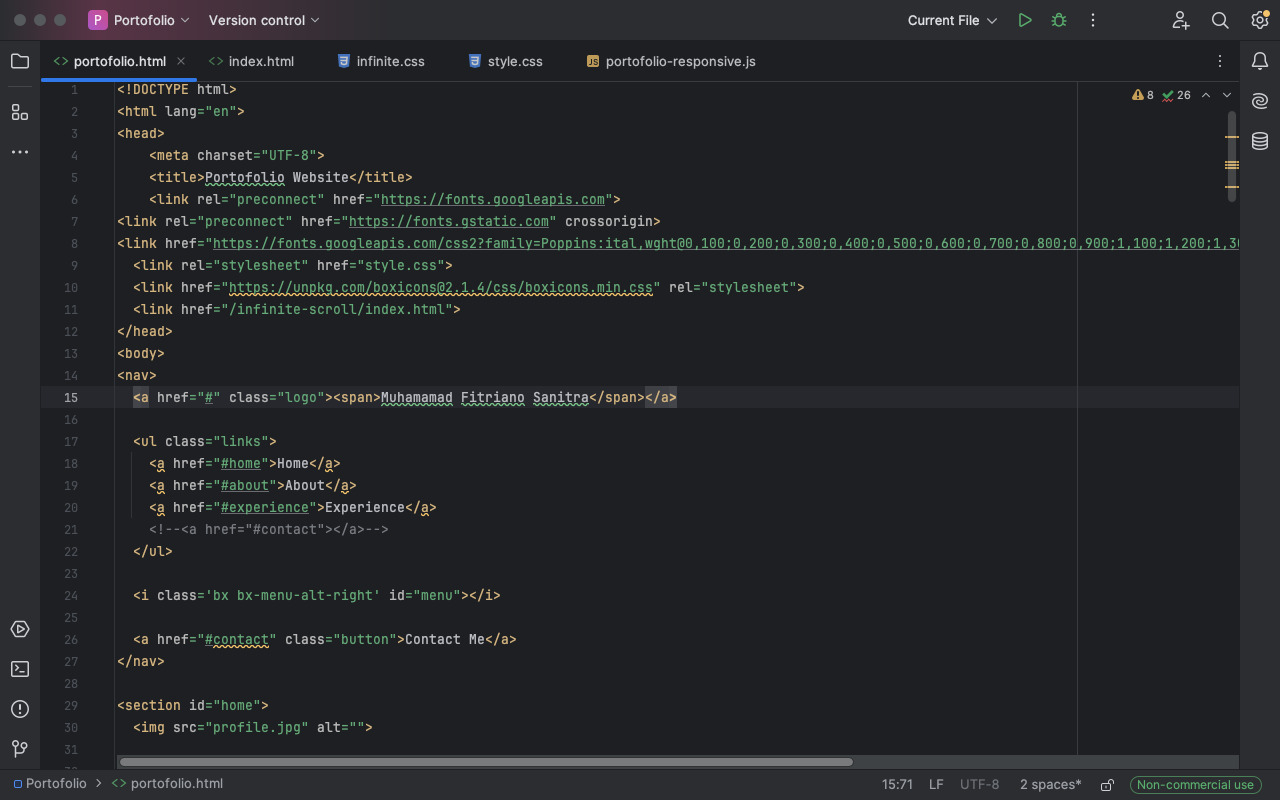 P Portofolio Version control Current File
portofolio.html index.html infinite.css style.css JS portofolio-responsive.js
8 26
1 <!DOCTYPE html>
2 <html lang="en">
3 <head>
4 <meta charset="UTF-8">
5 <title>Portofolio Website</title>
6 <link rel="preconnect" href="https://fonts.googleapis.com">
7 <link rel="preconnect" href="https://fonts.gstatic.com" crossorigin>
8 <link href="https://fonts.googleapis.com/css2?family=Poppins:ital,wght@0,100;0,200;0,300;0,400;0,500;0,600;0,700;0,800;0,900;1,100;1,200;1,30
9 <link rel="stylesheet" href="style.css">
10 <link href="https://unpkg.com/boxicons@2.1.4/css/boxicons.min.css" rel="stylesheet">
11 <link href="/infinite-scroll/index.html">
12 </head>
13 <body>
14 <nav>
15 <a href="#" class="logo"><span>Muhamamad Fitriano Sanitra</span></a>
16
17 <ul class="links">
18 <a href="#home">Home</a>
19 <a href="#about">About</a>
20 <a href="#experience">Experience</a>
21 <!--<a href="#contact"></a>-->
22 </ul>
23
24 <i class='bx bx-menu-alt-right' id="menu"></i>
25
26 <a href="#contact" class="button">Contact Me</a>
27 </nav>
28
29 <section id="home">
30 <img src="profile.jpg" alt="">
31
Portofolio > portofolio.html 15:71 LF UTF-8 2 spaces* Non-commercial use